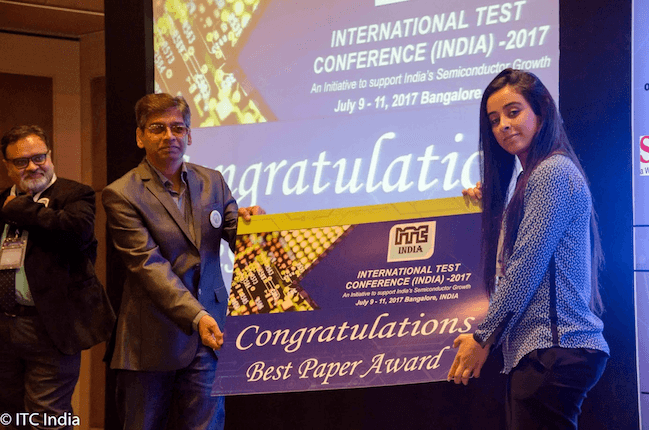 INTERNATIONAL TEST
CONFERENCE (INDIA) -2017
An Initiative to support India's Semiconductor Growth
July 9 - 11, 2017 Bangalore,
Congratulatio
ITC
INDIA
INTERNATIONAL TEST
CONFERENCE (INDIA) -2017
An Initiative to support India's Semiconductor Growth
July 9 - 11, 2017 Bangalore, INDIA
Congratulations
Best Paper Award
© ITC India